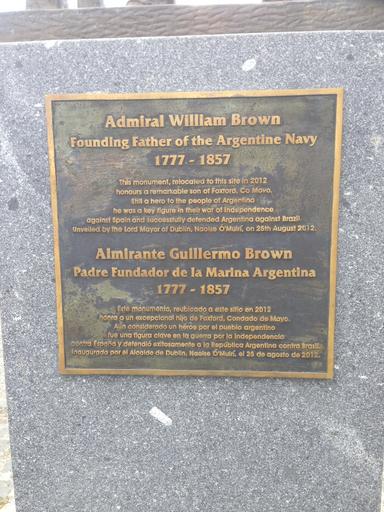 Admiral William Brown
Founding Father of the Argentine Navy
1777 - 1857
This monument, relocated to this site in 2012
honours a remarkable son of Foxford, Co Mayo.
Still a hero to the people of Argentina
he was a key figure in their war of independence
against Spain and successfully defended Argentina against Brazil.
Unveiled by the Lord Mayor of Dublin, Naoise Ó'Muirí, on 25th August 2012.
Almirante Guillermo Brown
Padre Fundador de la Marina Argentina
1777 - 1857
Este monumento, reubicado a este sitio en 2012
honra a un excepcional hijo de Foxford, Condado de Mayo.
Aún considerado un héroe por el pueblo argentino
fue una figura clave en la guerra por la independencia
contra España y defendió exitosamente a la República Argentina contra Brasil.
Inaugurada por el Alcalde de Dublin, Naoise Ó'Muirí, el 25 de agosto de 2012.